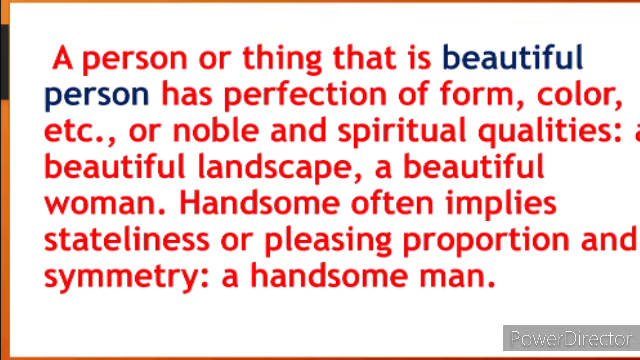 A person or thing that is beautiful
person has perfection of form, color,
etc., or noble and spiritual qualities: a
beautiful landscape, a beautiful
woman. Handsome often implies
stateliness or pleasing proportion and
symmetry: a handsome man.
PowerDirector